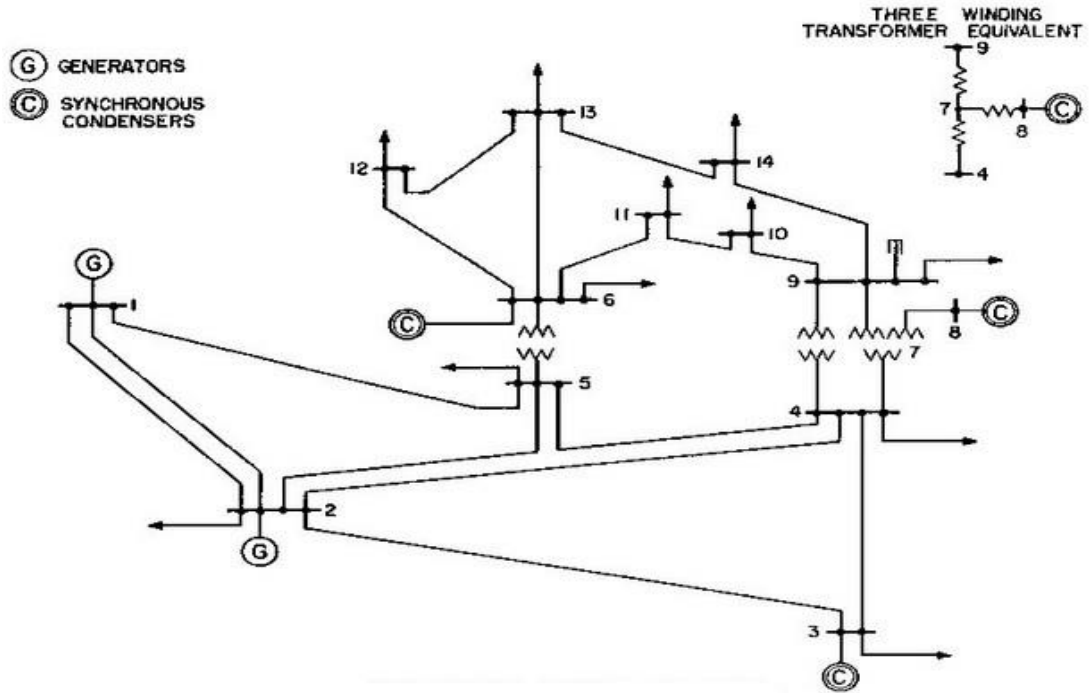 THREE WINDING
TRANSFORMER EQUIVALENT
9
7
8
C
4
G GENERATORS
C SYNCHRONOUS
CONDENSERS
13
12
14
11
10
G
9
1
6
8
C
C
7
5
4
2
G
3
C